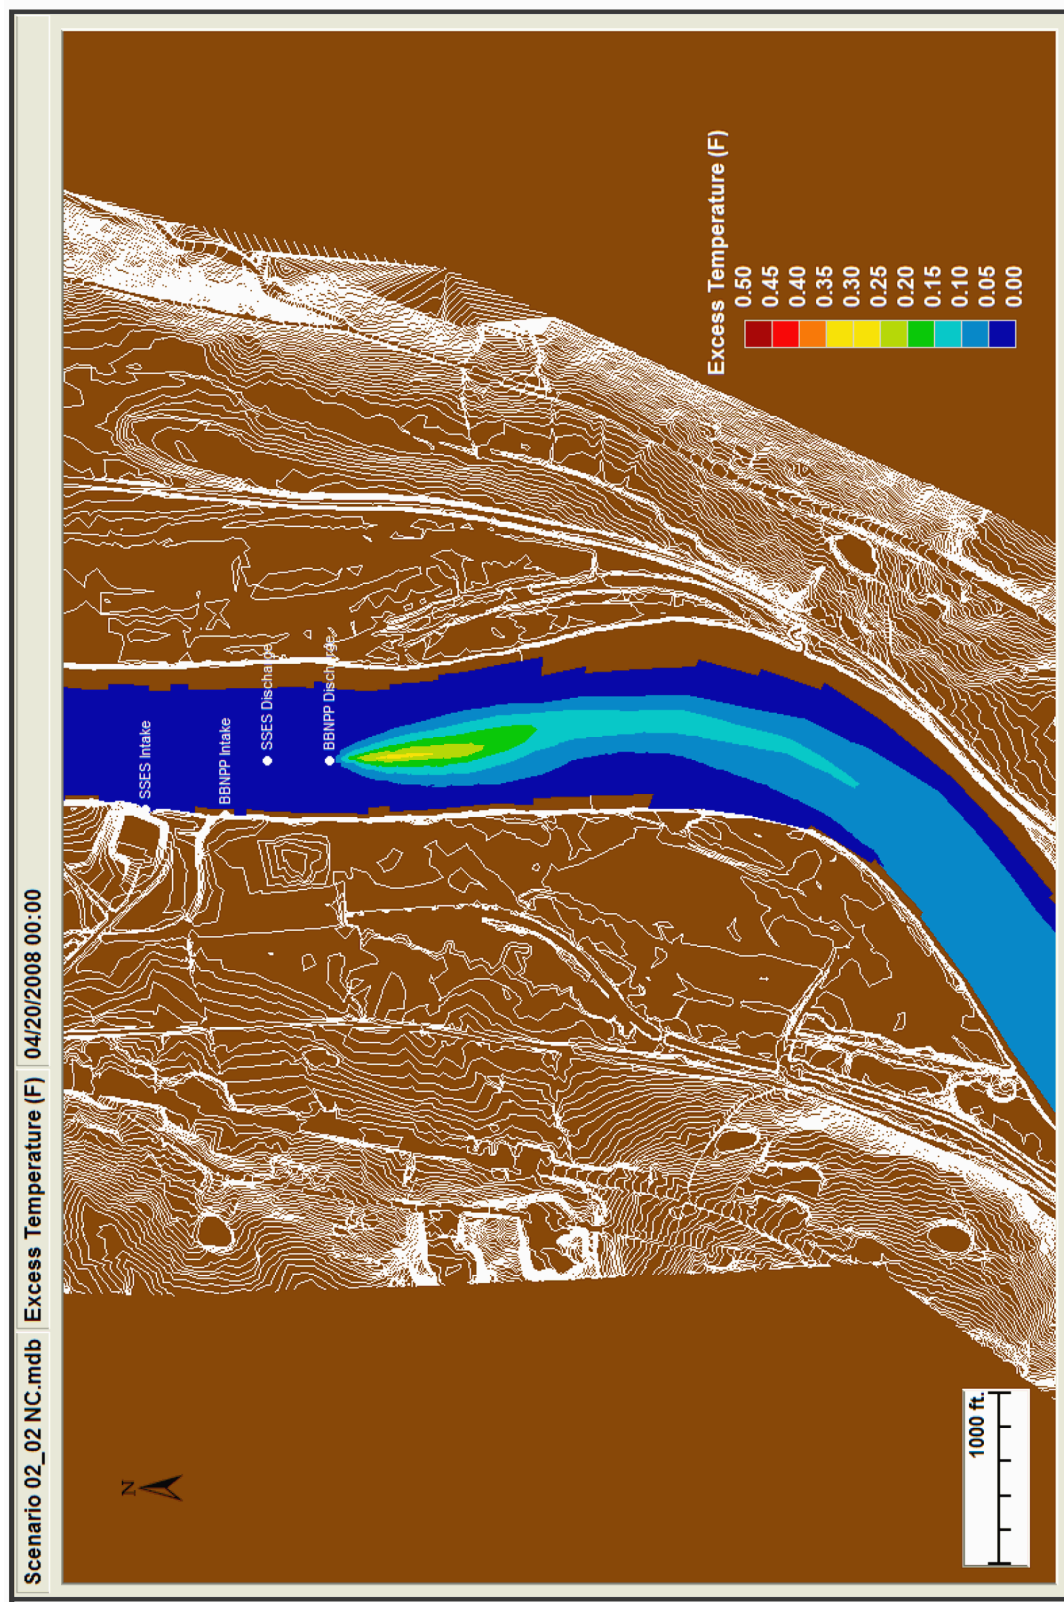 Scenario 02_02 NC.mdb
Excess Temperature (F)
04/20/2008 00:00
N
SSES Intake
BBNPP Intake
SSES Discharge
BBNPP Discharge
Excess Temperature (F)
0.50
0.45
0.40
0.35
0.30
0.25
0.20
0.15
0.10
0.05
0.00
1000 ft.